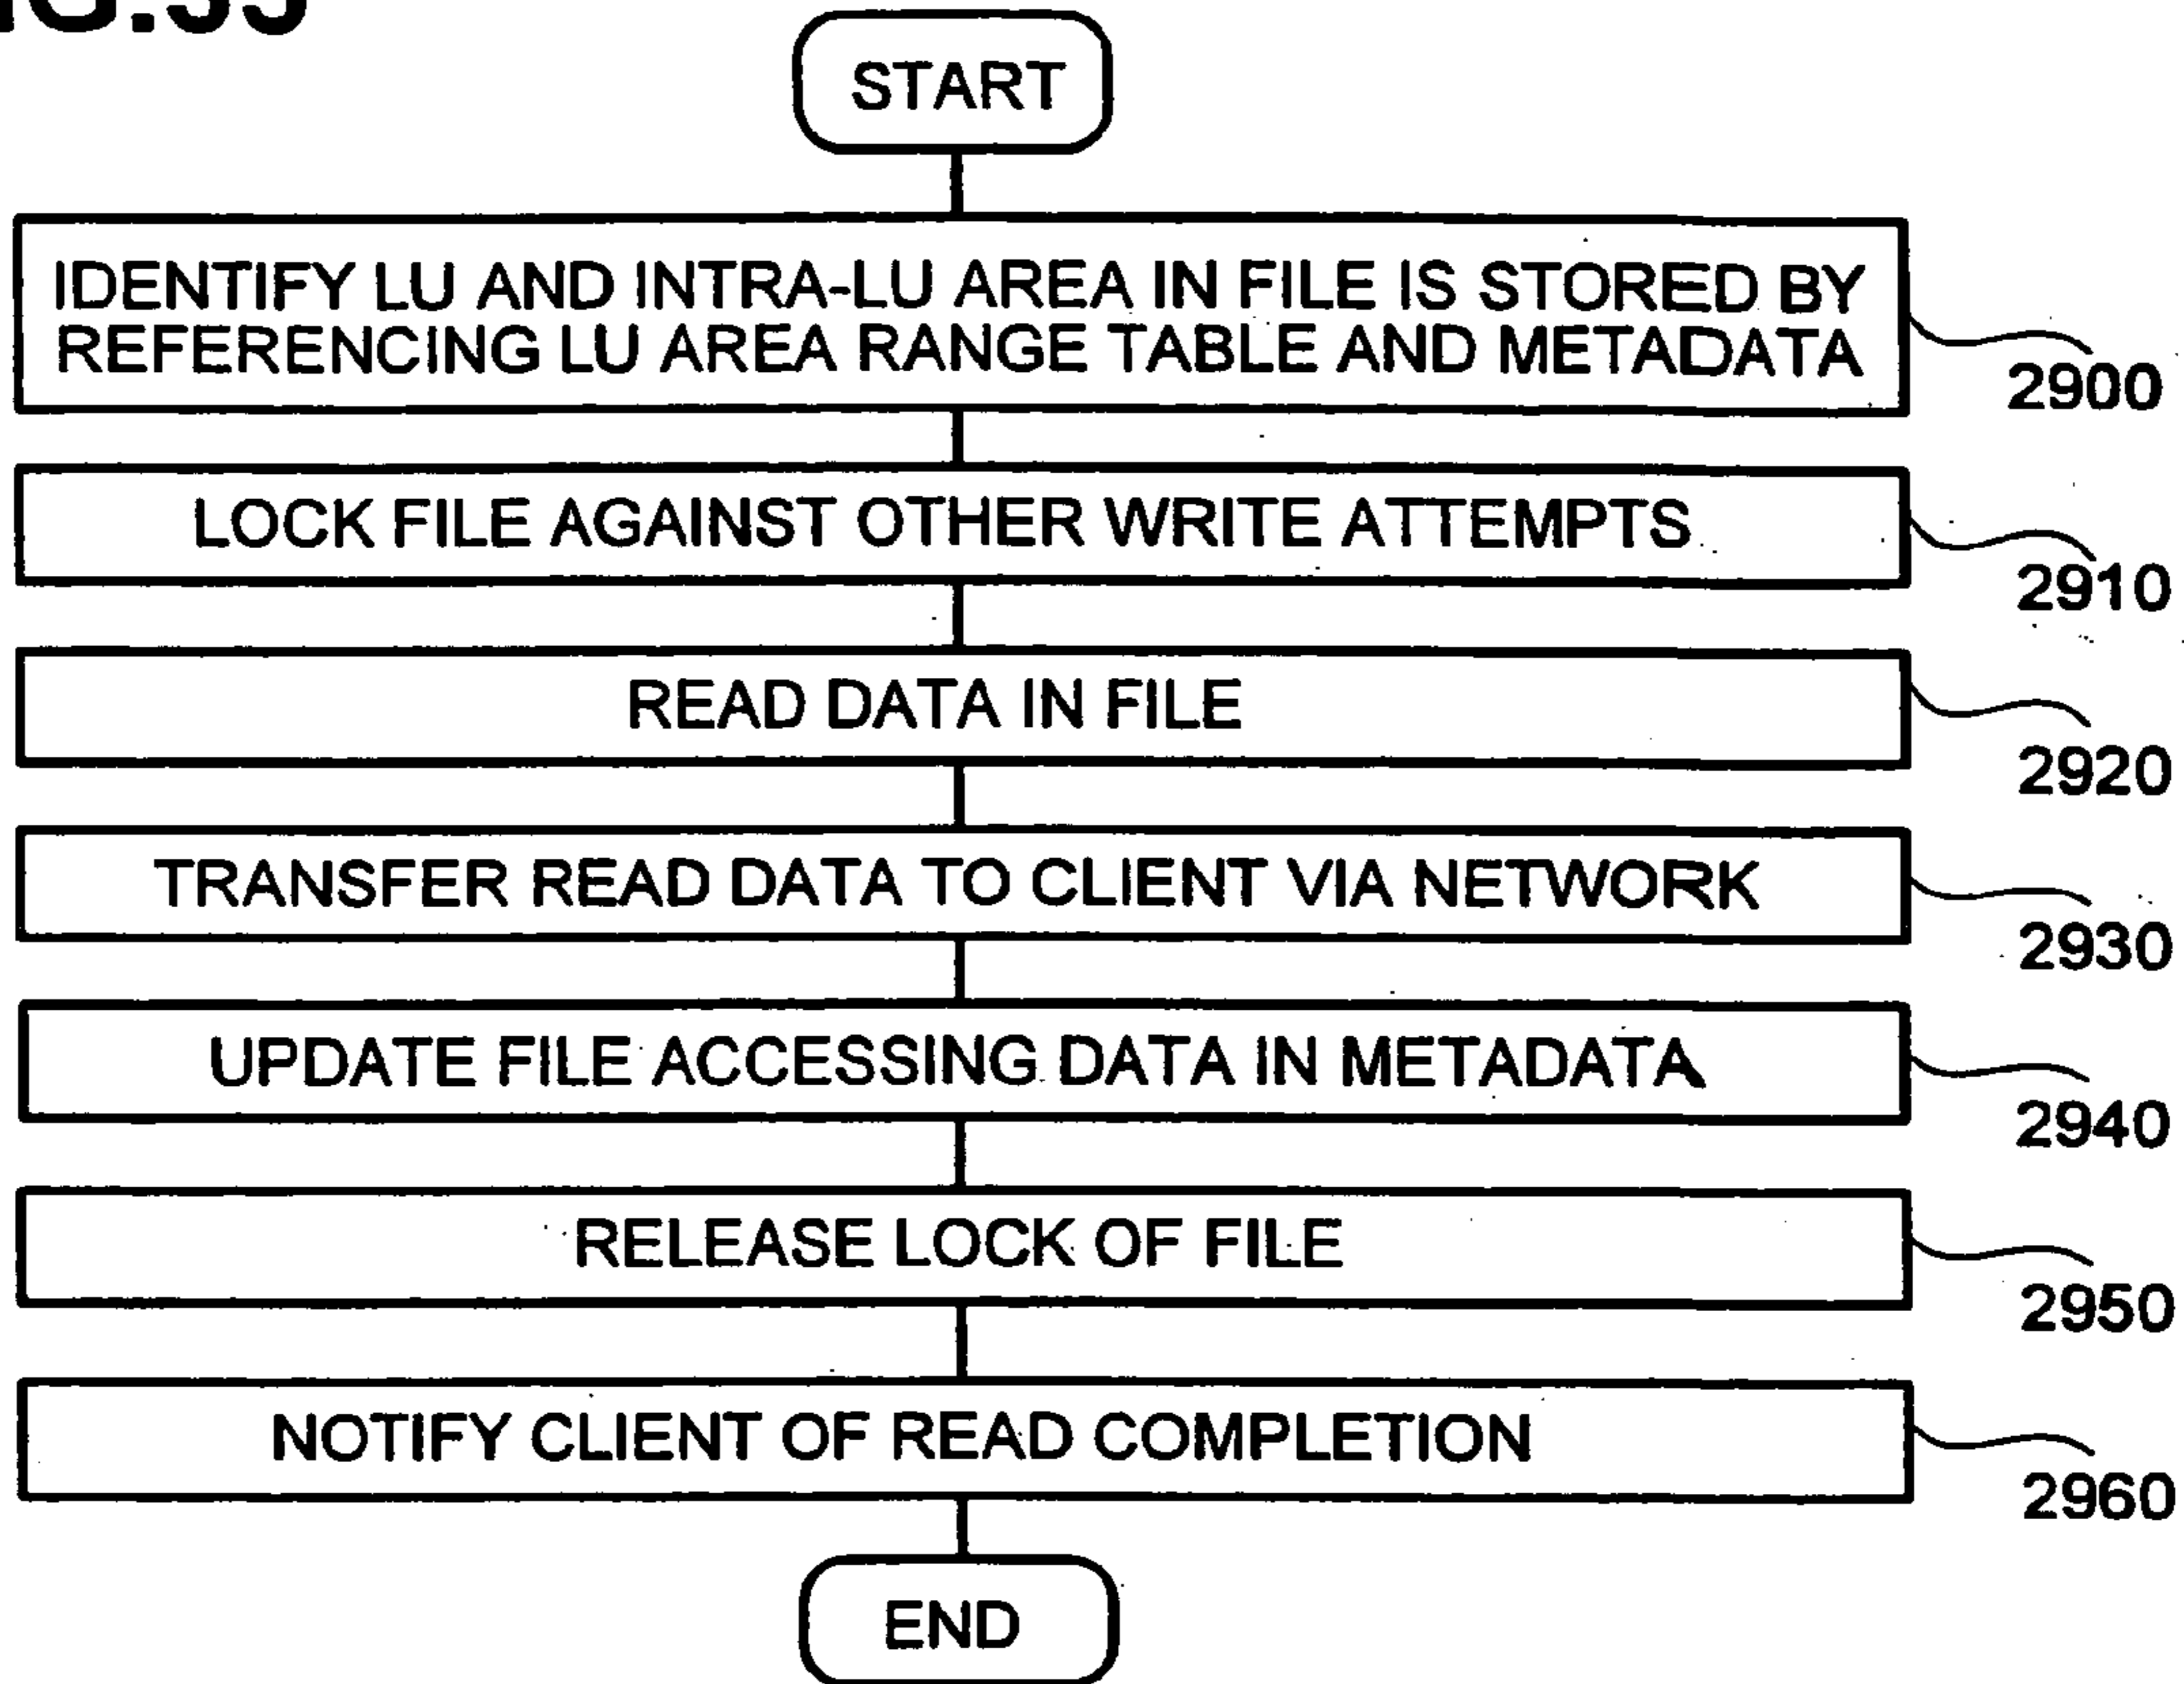 START
IDENTIFY LU AND INTRA-LU AREA IN FILE IS STORED BY
REFERENCING LU AREA RANGE TABLE AND METADATA
2900
LOCK FILE AGAINST OTHER WRITE ATTEMPTS
2910
READ DATA IN FILE
2920
TRANSFER READ DATA TO CLIENT VIA NETWORK
2930
UPDATE FILE ACCESSING DATA IN METADATA
2940
RELEASE LOCK OF FILE
2950
NOTIFY CLIENT OF READ COMPLETION
2960
END